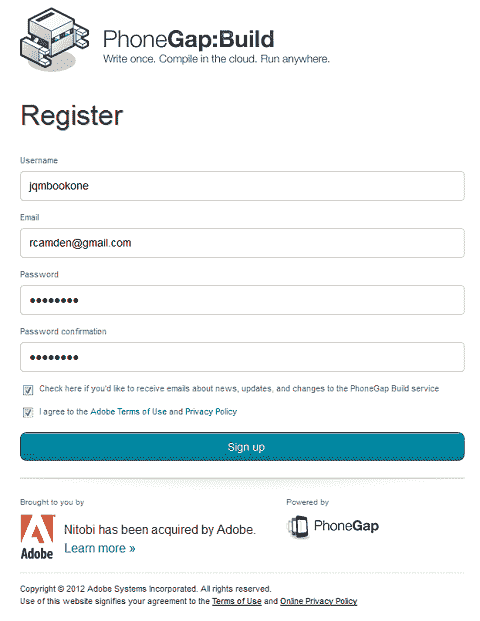 PhoneGap:Build
Write once. Compile in the cloud. Run anywhere.
Register
Username
jqmbookone
Email
rcamden@gmail.com
Password
●●●●●●●●
Password confirmation
●●●●●●●●
Check here if you'd like to receive emails about news, updates, and changes to the PhoneGap Build service
I agree to the Adobe Terms of Use and Privacy Policy
Sign up
Brought to you by
Powered by
Adobe
Nitobi has been acquired by Adobe.
Learn more »
PhoneGap
Copyright © 2012 Adobe Systems Incorporated. All rights reserved.
Use of this website signifies your agreement to the Terms of Use and Online Privacy Policy